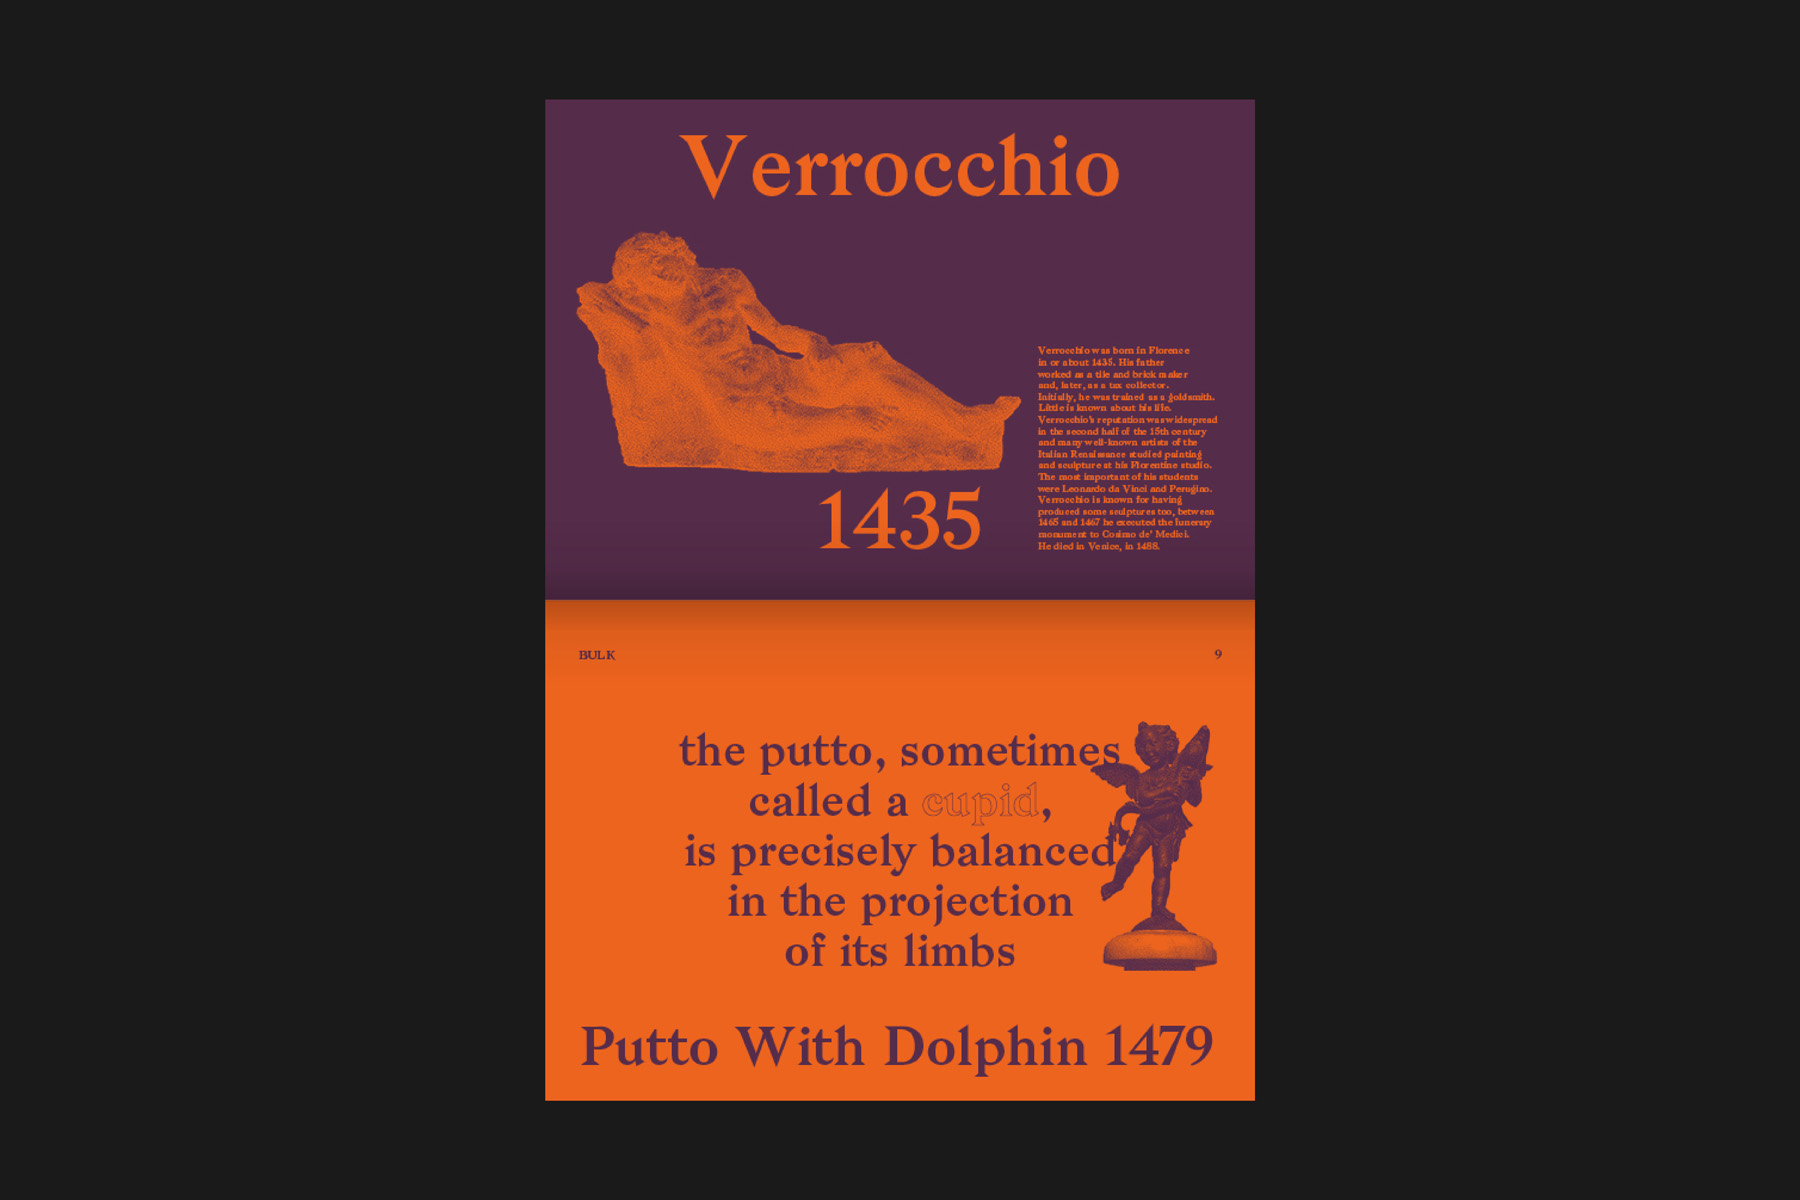 Verrocchio
Verrocchio was born in Florence
in or about 1435. His father
worked as a tile and brick maker
and, later, as a tax collector.
Initially, he was trained as a goldsmith.
Little is known about his life.
Verrocchio's reputation was widespread
in the second half of the 15th century
and many well-known artists of the
Italian Renaissance studied painting
and sculpture at his Florentine studio.
The most important of his students
were Leonardo da Vinci and Perugino.
Verrocchio is known for having
produced some sculptures too, between
1465 and 1467 he executed the funerary
monument to Cosimo de' Medici.
He died in Venice, in 1488.
1435
BULK
9
the putto, sometimes
called a cupid,
is precisely balanced
in the projection
of its limbs
Putto With Dolphin 1479